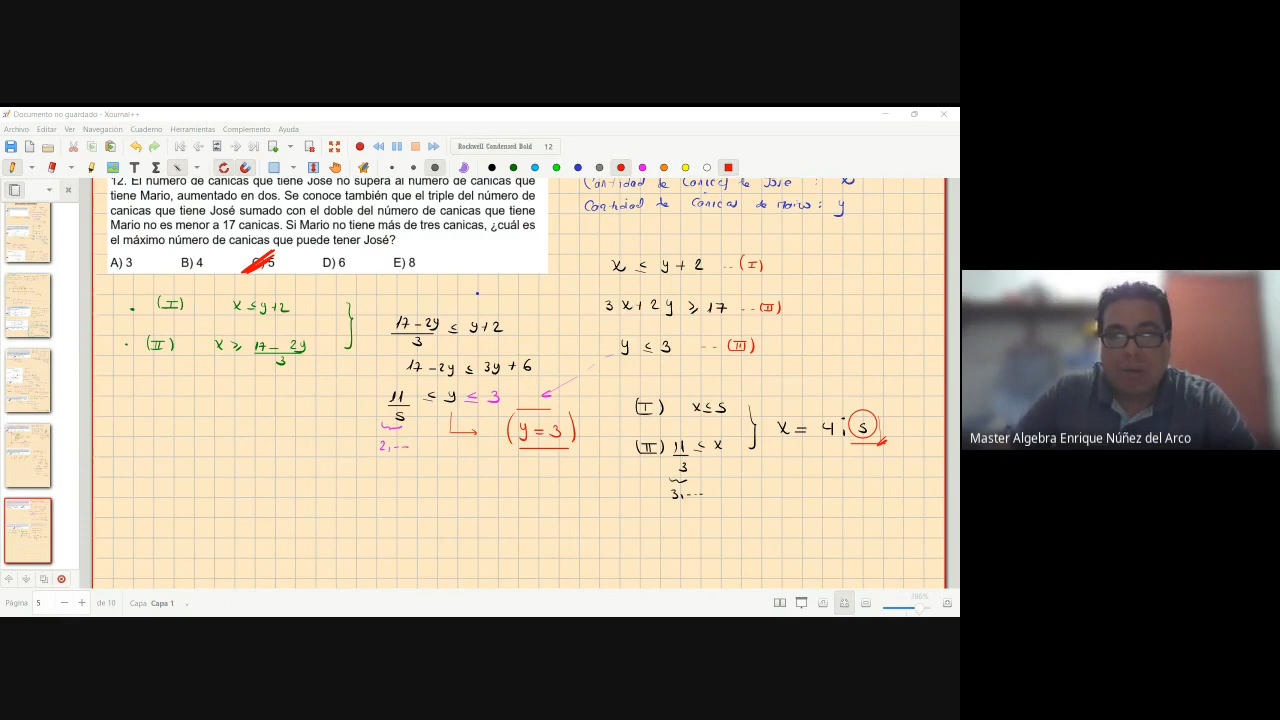 Documento no guardado - Xournal++
Archivo Editar Ver Navegación Cuaderno Herramientas Complemento Ayuda
Rockwell Condensed Bold 12
12. El número de canicas que tiene José no supera al número de canicas que
tiene Mario, aumentado en dos. Se conoce también que el triple del número de
canicas que tiene José sumado con el doble del número de canicas que tiene
Mario no es menor a 17 canicas. Si Mario no tiene más de tres canicas, ¿cuál es
el máximo número de canicas que puede tener José?
A) 3 B) 4 C) 5 D) 6 E) 8
Cantidad de canicas de José : x
Cantidad de canicas de Mario : y
x ≤ y + 2 .. (I)
3x + 2y ≥ 17 .. (II)
y ≤ 3 .. (III)
(I) x ≤ y+2
(II) x ≥ (17 - 2y)/3
(17 - 2y)/3 ≤ y + 2
17 - 2y ≤ 3y + 6
11/5 ≤ y ≤ 3
2,...
(y = 3)
(I) x ≤ 5
(II) 11/3 ≤ x
3,...
x = 4 ; 5
Master Algebra Enrique Núñez del Arco
Página 5 de 10 Capa Capa 1